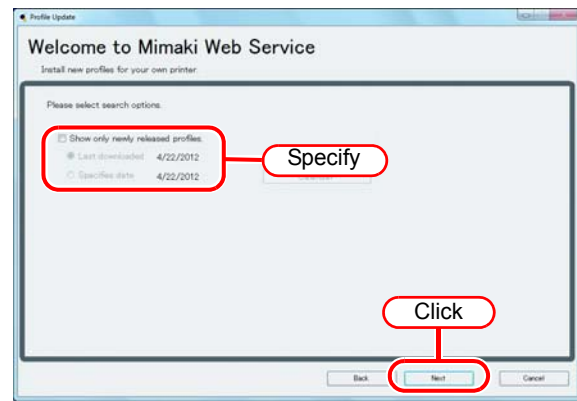 Profile Update
Welcome to Mimaki Web Service
Install new profiles for your own printer.
Please select search options.
Show only newly released profiles.
Last downloaded 4/22/2012
Specifies date 4/22/2012
Specify
Click
Back Next Cancel